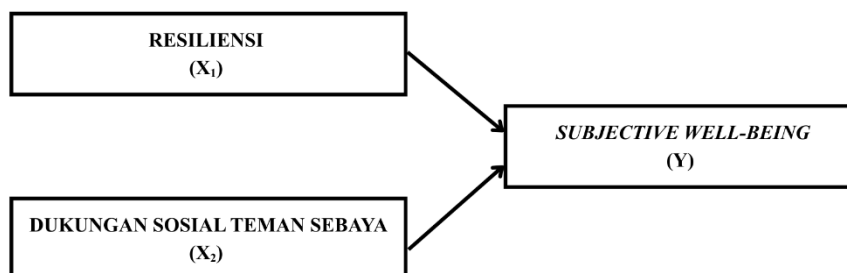 RESILIENSI
(X₁)
SUBJECTIVE WELL-BEING
(Y)
DUKUNGAN SOSIAL TEMAN SEBAYA
(X₂)